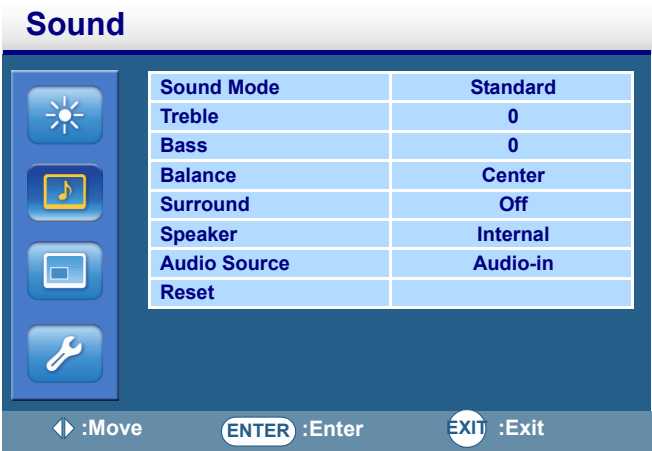 Sound
Sound Mode Standard
Treble 0
Bass 0
Balance Center
Surround Off
Speaker Internal
Audio Source Audio-in
Reset
:Move ENTER :Enter EXIT :Exit